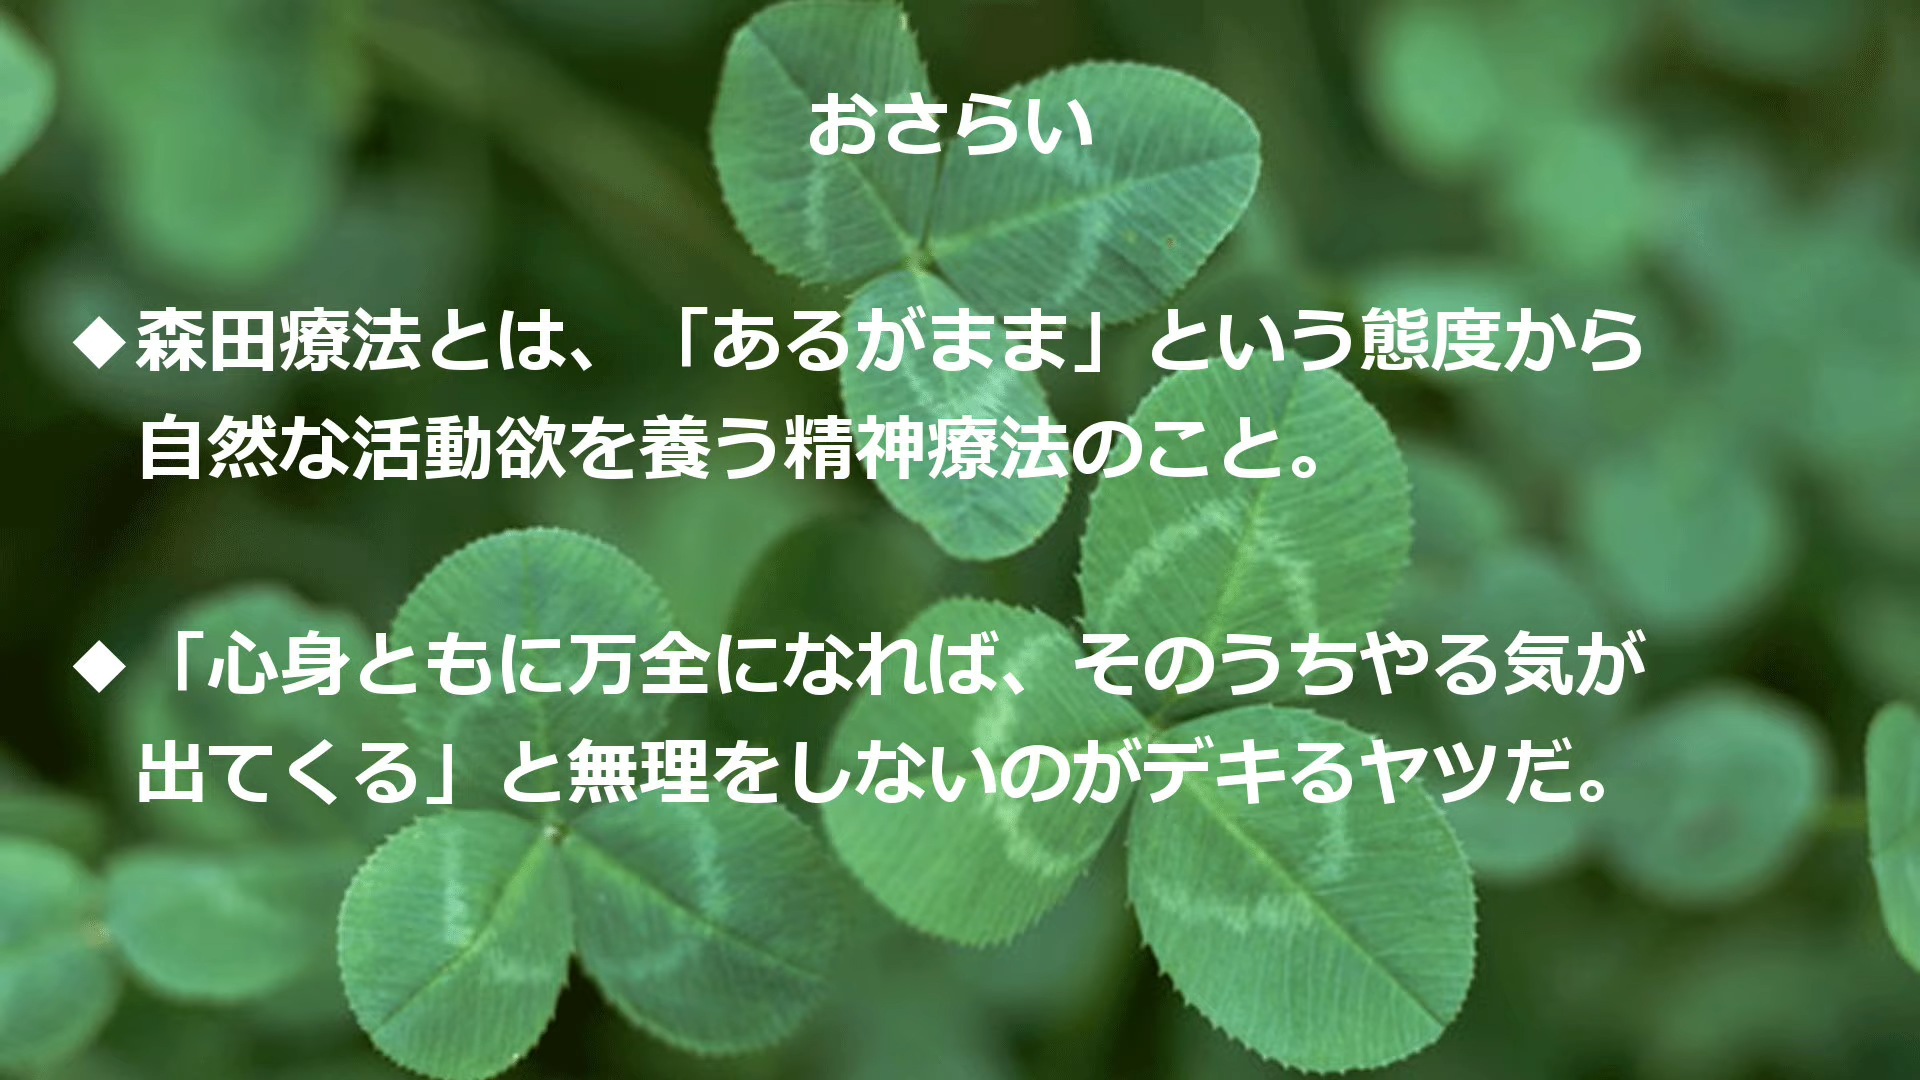 おさらい
◆森田療法とは、「あるがまま」という態度から
自然な活動欲を養う精神療法のこと。
◆「心身ともに万全になれば、そのうちやる気が
出てくる」と無理をしないのがデキるヤツだ。